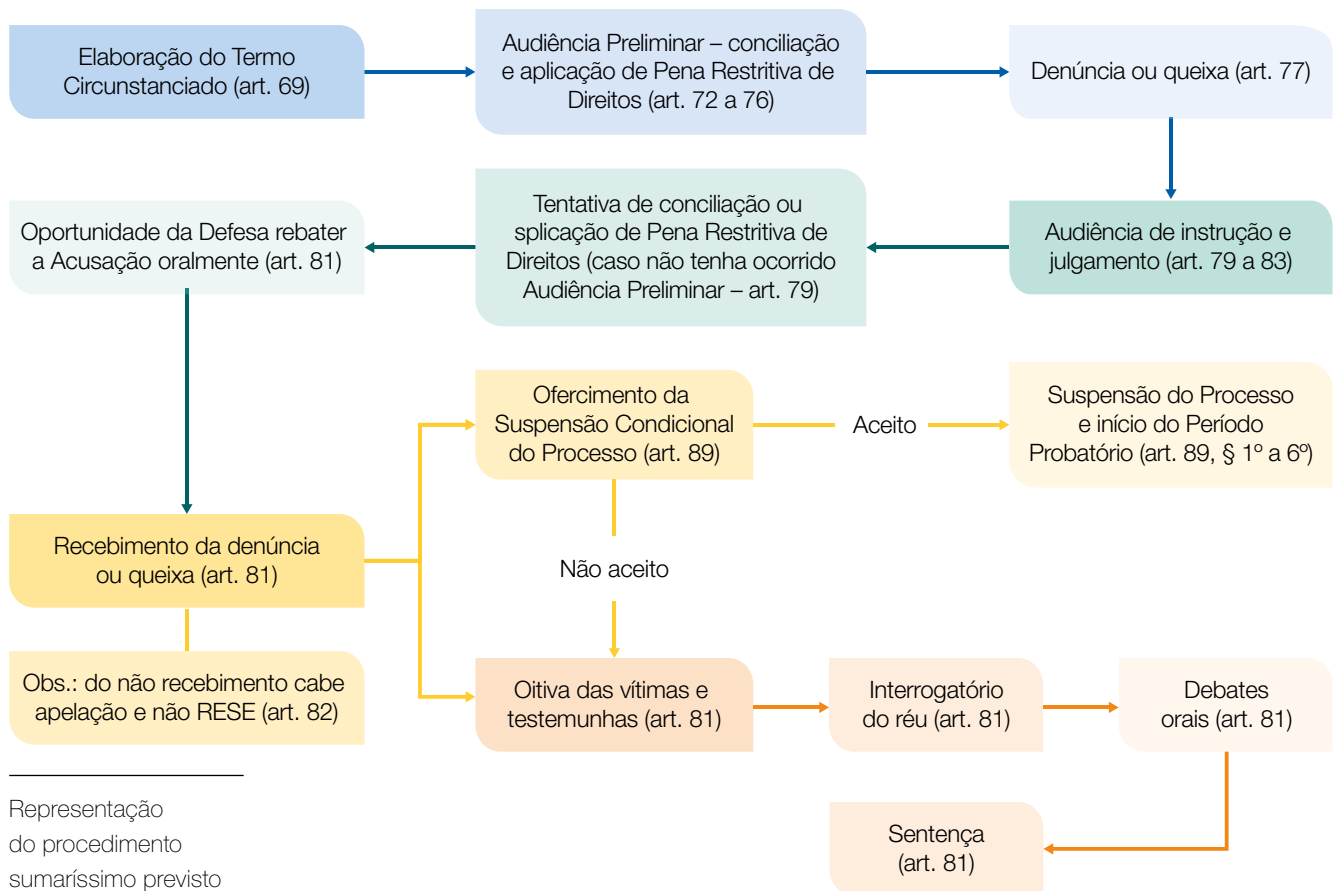 Elaboração do Termo
Circunstanciado (art. 69)
Audiência Preliminar – conciliação
e aplicação de Pena Restritiva de
Direitos (art. 72 a 76)
Denúncia ou queixa (art. 77)
Audiência de instrução e
julgamento (art. 79 a 83)
Tentativa de conciliação ou
splicação de Pena Restritiva de
Direitos (caso não tenha ocorrido
Audiência Preliminar – art. 79)
Oportunidade da Defesa rebater
a Acusação oralmente (art. 81)
Recebimento da denúncia
ou queixa (art. 81)
Obs.: do não recebimento cabe
apelação e não RESE (art. 82)
Ofercimento da
Suspensão Condicional
do Processo (art. 89)
Aceito
Suspensão do Processo
e início do Período
Probatório (art. 89, § 1º a 6º)
Não aceito
Oitiva das vítimas e
testemunhas (art. 81)
Interrogatório
do réu (art. 81)
Debates
orais (art. 81)
Sentença
(art. 81)
Representação
do procedimento
sumaríssimo previsto